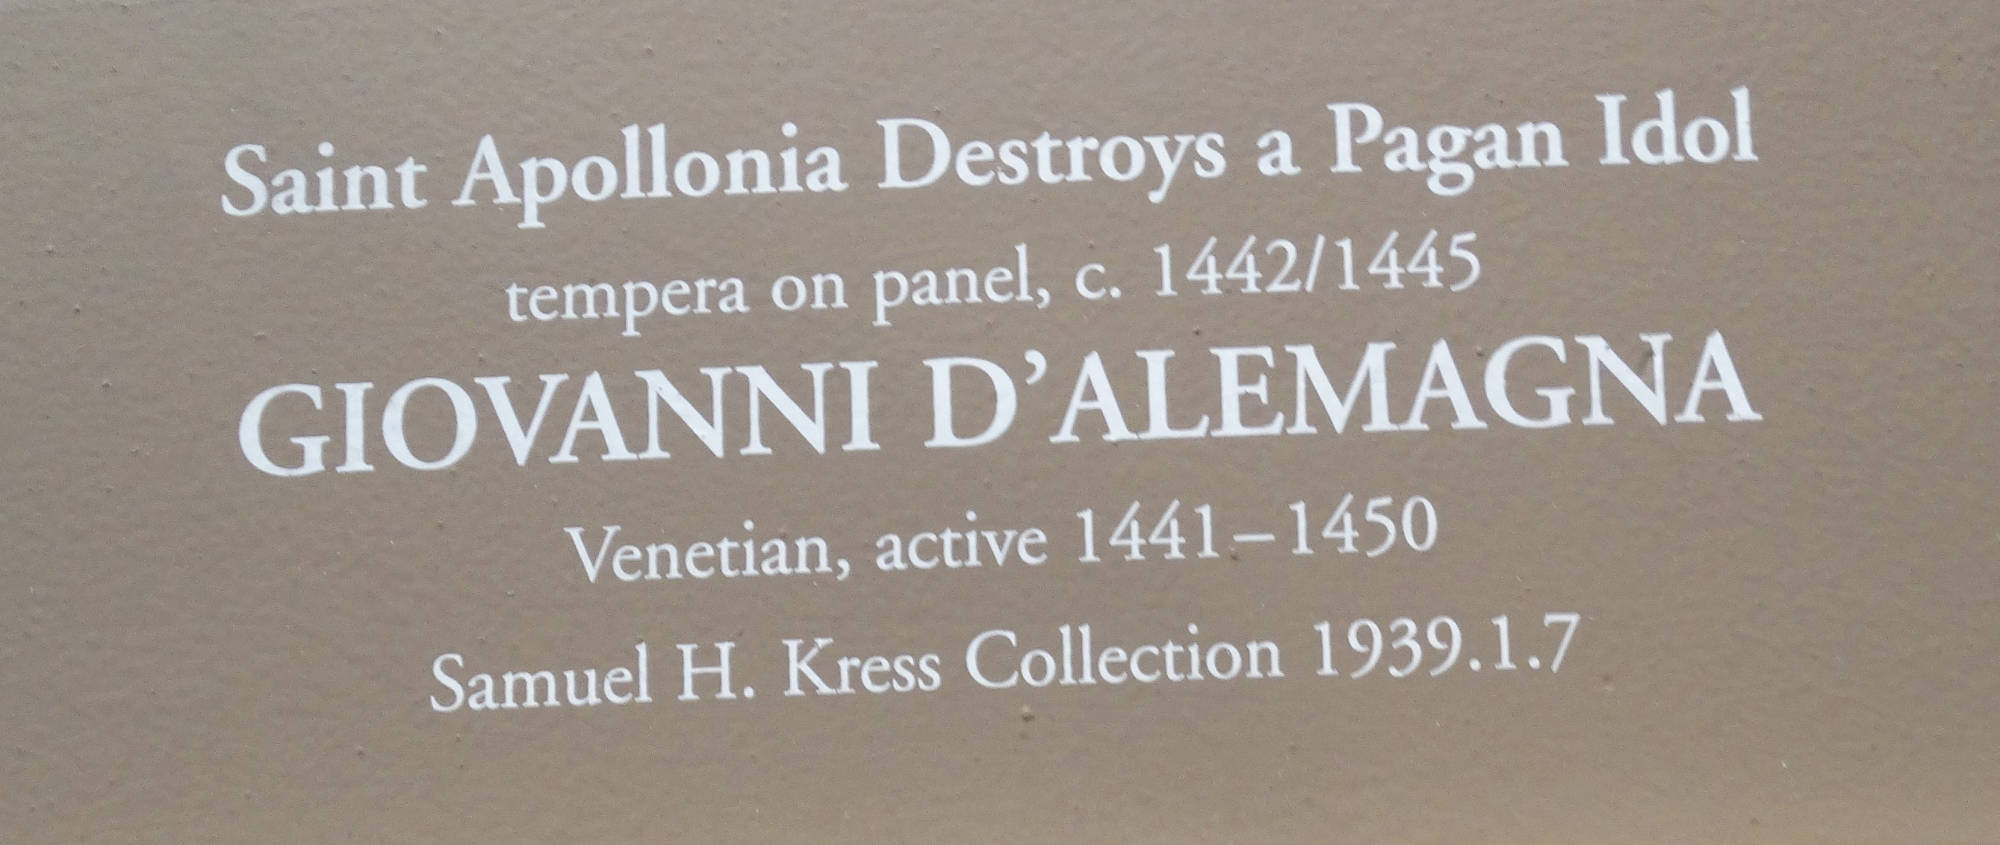 Saint Apollonia Destroys a Pagan Idol
tempera on panel, c. 1442/1445
GIOVANNI D’ALEMAGNA
Venetian, active 1441–1450
Samuel H. Kress Collection 1939.1.7